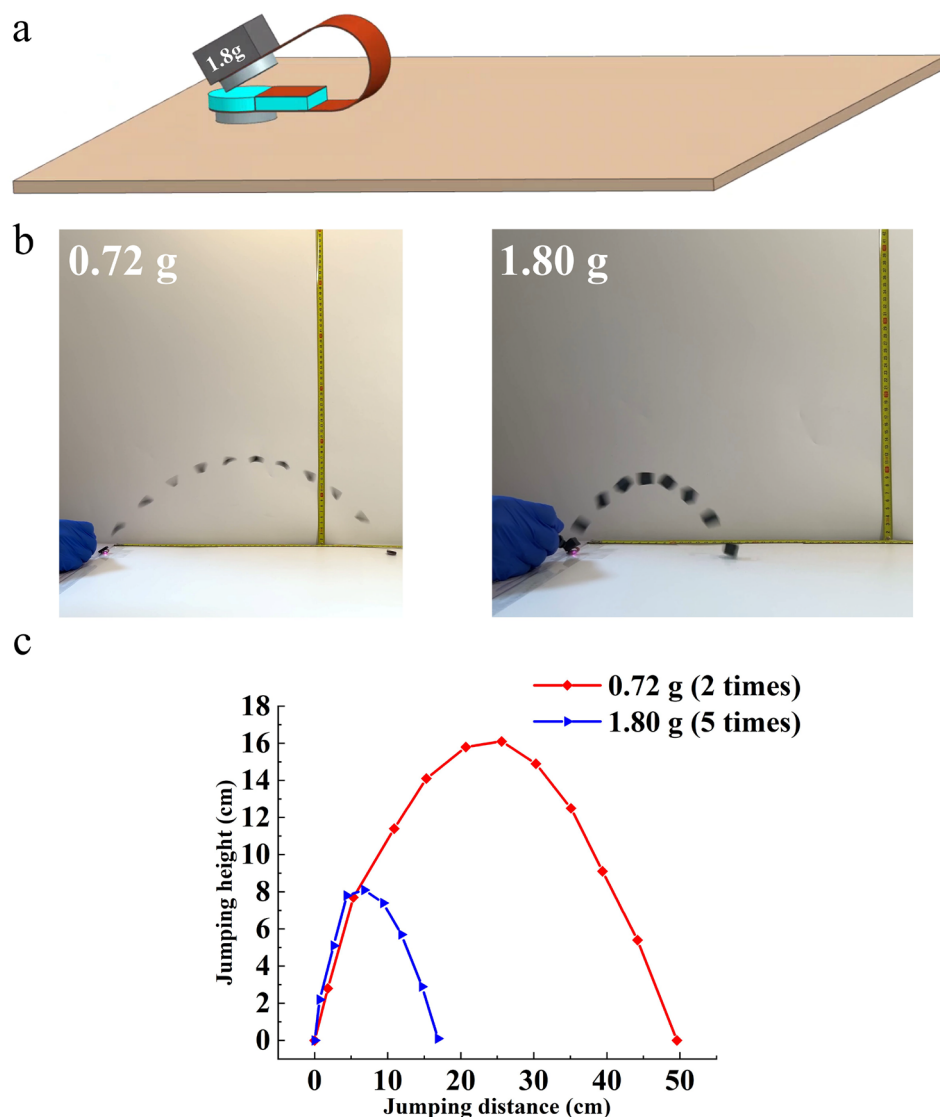 a
1.8g
b
0.72 g
1.80 g
c
0.72 g (2 times)
1.80 g (5 times)
Jumping height (cm)
18
16
14
12
10
8
6
4
2
0
0 10 20 30 40 50
Jumping distance (cm)